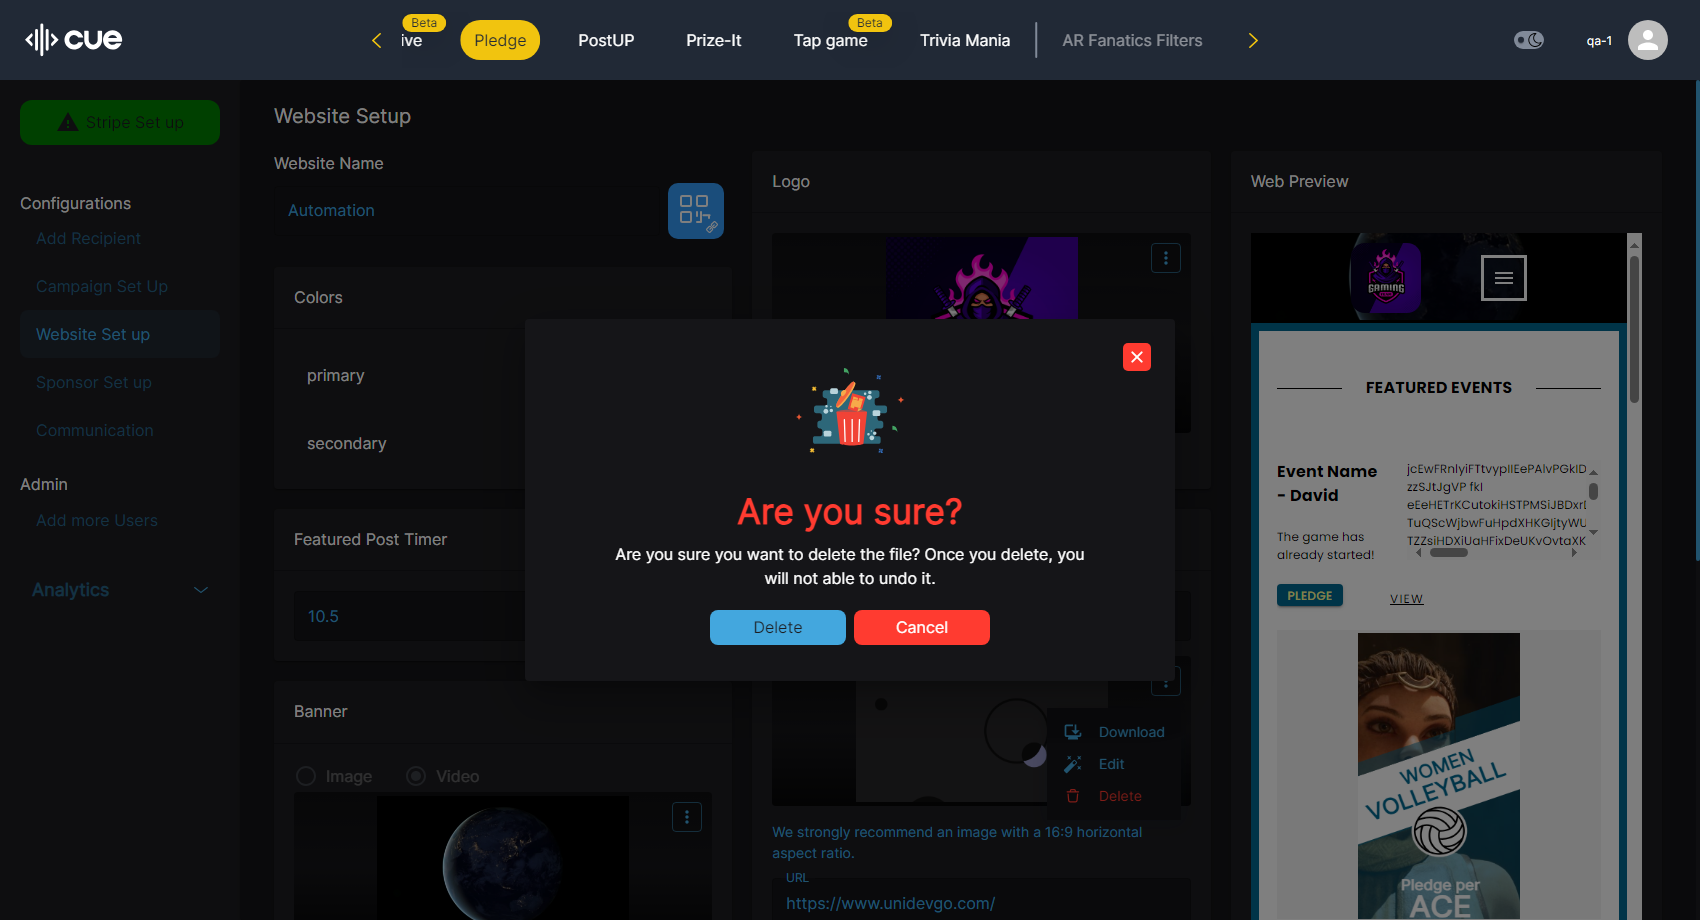 cue
ive
Beta
Pledge
PostUP
Prize-It
Tap game
Beta
Trivia Mania
AR Fanatics Filters
qa-1
Stripe Set up
Configurations
Add Recipient
Campaign Set Up
Website Set up
Sponsor Set up
Communication
Admin
Add more Users
Analytics
Website Setup
Website Name
Automation
Colors
primary
secondary
Featured Post Timer
10.5
Banner
Image
Video
Logo
Are you sure?
Are you sure you want to delete the file? Once you delete, you
will not able to undo it.
Delete
Cancel
Download
Edit
Delete
We strongly recommend an image with a 16:9 horizontal
aspect ratio.
URL
https://www.unidevgo.com/
Web Preview
GAMING
FEATURED EVENTS
Event Name
- David
The game has
already started!
zzSJtJgVP fkI
PLEDGE
VIEW
WOMEN
VOLLEYBALL
Pledge per
ACE